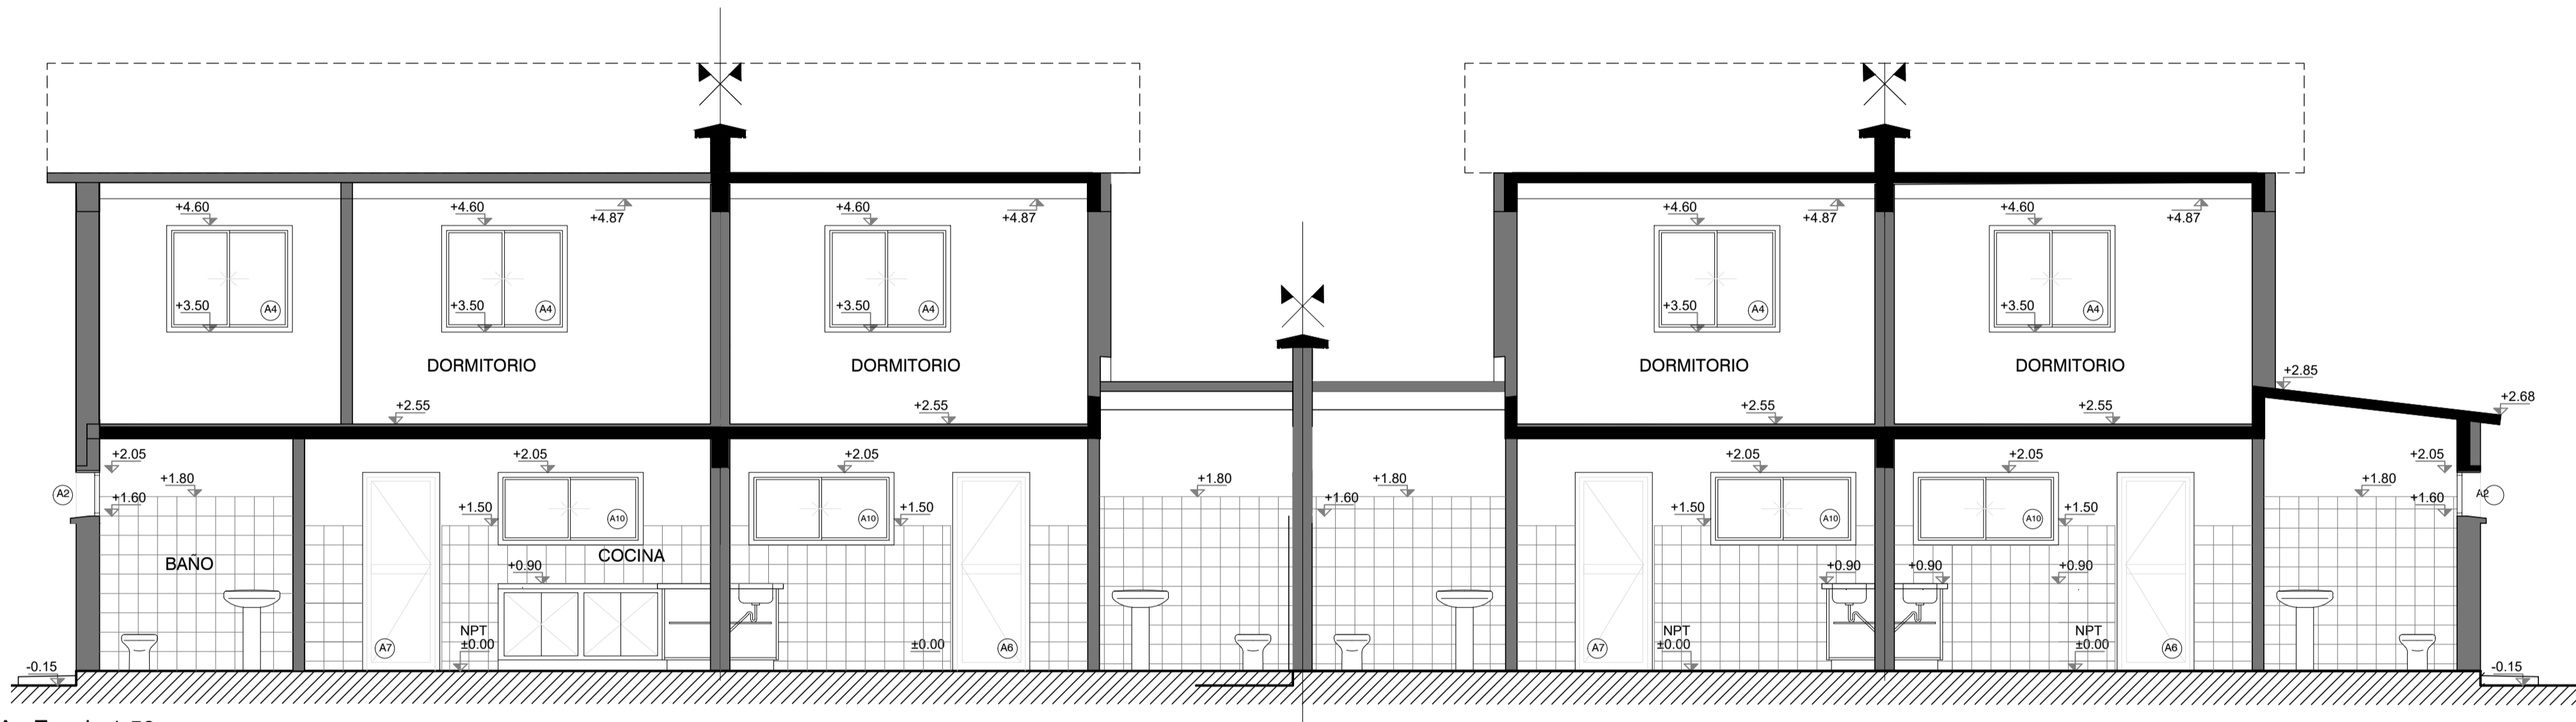 +4.60 +4.60 +4.87 +4.60 +4.87 +4.60 +4.87 +4.60 +4.87
+3.50 A4 +3.50 A4 +3.50 A4 +3.50 A4 +3.50 A4
DORMITORIO DORMITORIO DORMITORIO DORMITORIO
+2.85
+2.68
+2.55 +2.55 +2.55 +2.55
+2.05 +2.05 +2.05 +2.05 +2.05 +2.05
+1.80 +1.80 +1.80 +1.80
A2 +1.60 +1.60 +1.60 A2
+1.50 A10 A10 +1.50 +1.50 A10 A10 +1.50
BAÑO COCINA
+0.90 +0.90 +0.90 +0.90
NPT NPT NPT
A7 ±0.00 ±0.00 A6 A7 ±0.00 ±0.00 A6
-0.15 -0.15